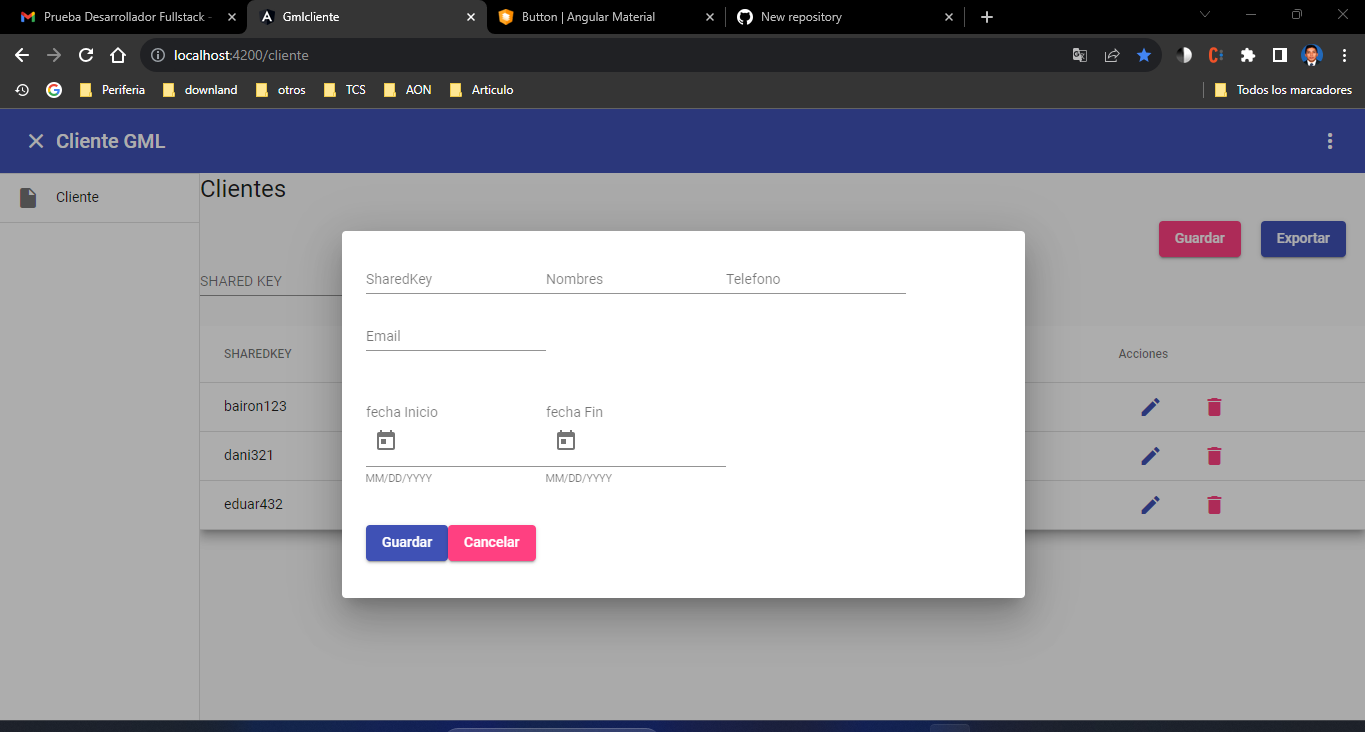 Prueba Desarrollador Fullstack -
Gmlcliente
Button | Angular Material
New repository
localhost:4200/cliente
Periferia
downland
otros
TCS
AON
Articulo
Todos los marcadores
Cliente GML
Cliente
Clientes
Guardar
Exportar
SHARED KEY
SHAREDKEY
Acciones
bairon123
dani321
eduar432
SharedKey
Nombres
Telefono
Email
fecha Inicio
fecha Fin
MM/DD/YYYY
MM/DD/YYYY
Guardar
Cancelar